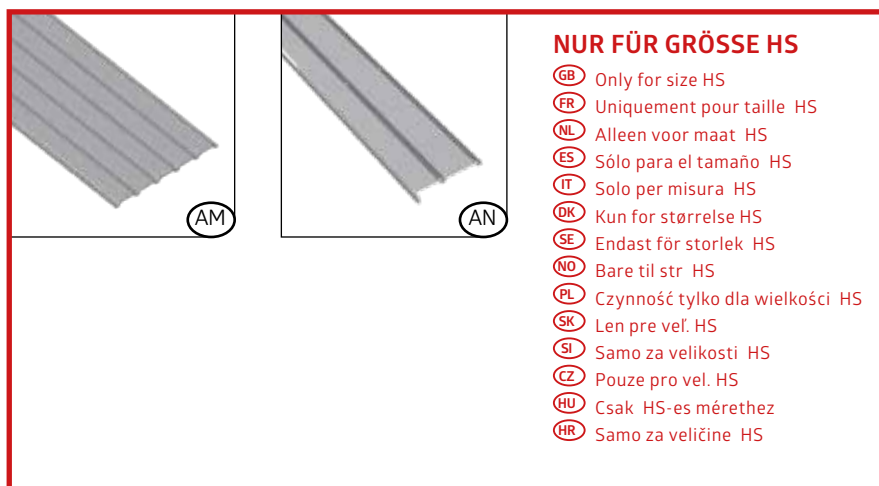 AM
AN
NUR FÜR GRÖSSE HS
GB Only for size HS
FR Uniquement pour taille HS
NL Alleen voor maat HS
ES Sólo para el tamaño HS
IT Solo per misura HS
DK Kun for størrelse HS
SE Endast för storlek HS
NO Bare til str HS
PL Czynność tylko dla wielkości HS
SK Len pre veľ. HS
SI Samo za velikosti HS
CZ Pouze pro vel. HS
HU Csak HS-es mérethez
HR Samo za veličine HS